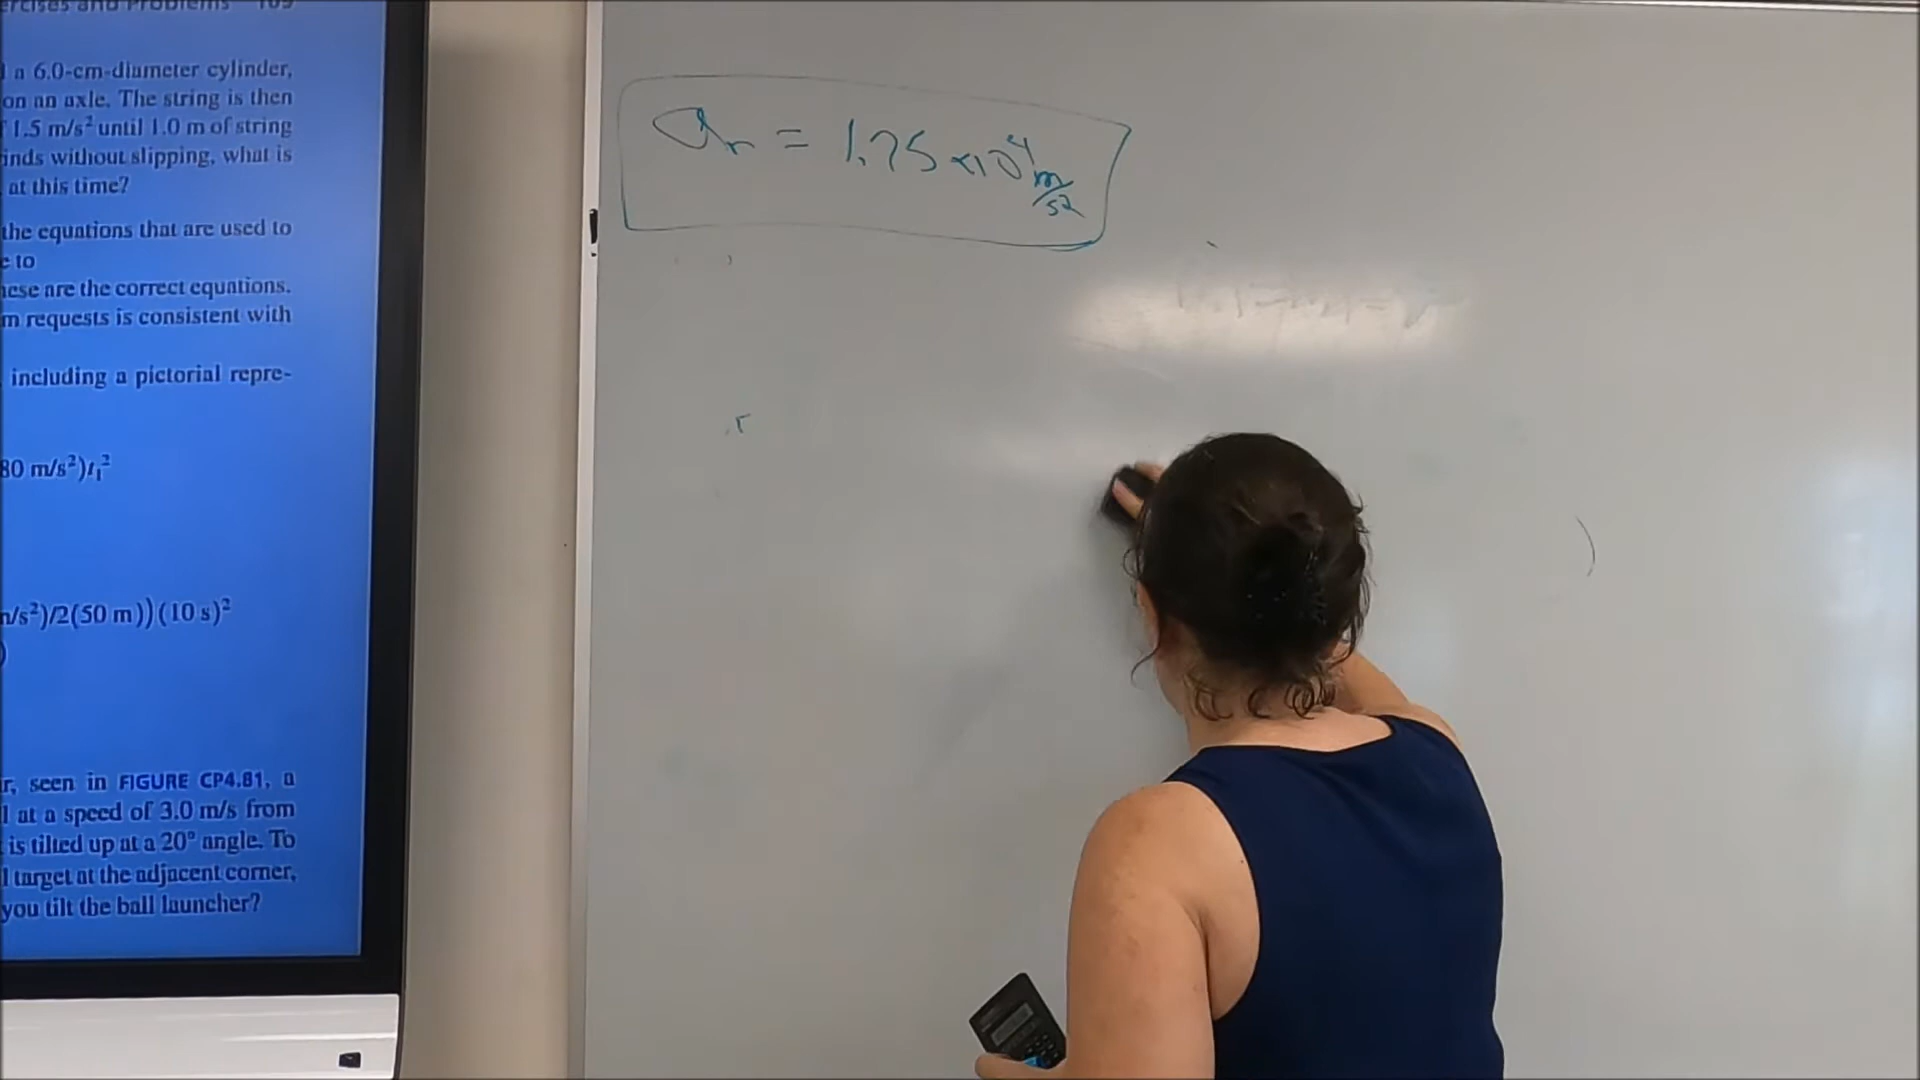 Problems 109
a 6.0-cm-diameter cylinder,
on an axle. The string is then
1.5 m/s² until 1.0 m of string
inds without slipping, what is
at this time?
the equations that are used to
e to
hese are the correct equations.
m requests is consistent with
including a pictorial repre-
80 m/s²)t₁²
n/s²)/2(50 m))(10 s)²
)
r, seen in FIGURE CP4.81, a
l at a speed of 3.0 m/s from
is tilted up at a 20° angle. To
l target at the adjacent corner,
you tilt the ball launcher?
ar = 1.75 x10⁴ m/s²